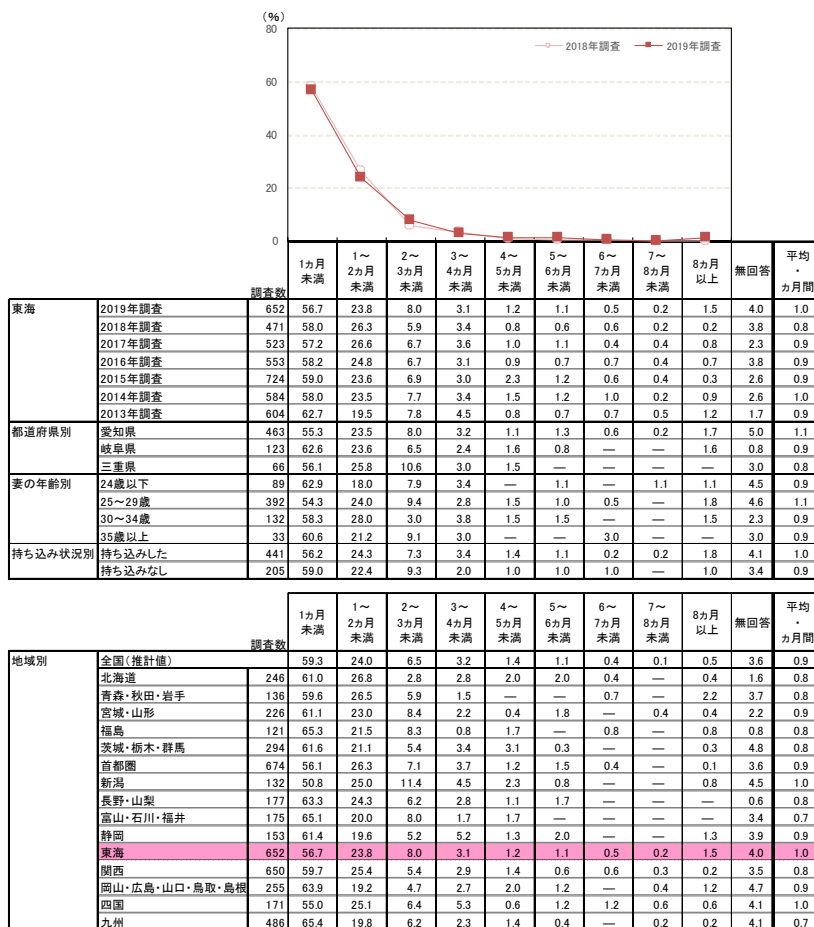 (%)
80
2018年調査 2019年調査
60
40
20
0
調査数 1ヵ月未満 1～2ヵ月未満 2～3ヵ月未満 3～4ヵ月未満 4～5ヵ月未満 5～6ヵ月未満 6～7ヵ月未満 7～8ヵ月未満 8ヵ月以上 無回答 平均・ヵ月間
東海 2019年調査 652 56.7 23.8 8.0 3.1 1.2 1.1 0.5 0.2 1.5 4.0 1.0
2018年調査 471 58.0 26.3 5.9 3.4 0.8 0.6 0.6 0.2 0.2 3.8 0.8
2017年調査 523 57.2 26.6 6.7 3.6 1.0 1.1 0.4 0.4 0.8 2.3 0.9
2016年調査 553 58.2 24.8 6.7 3.1 0.9 0.7 0.7 0.4 0.7 3.8 0.9
2015年調査 724 59.0 23.6 6.9 3.0 2.3 1.2 0.6 0.4 0.3 2.6 0.9
2014年調査 584 58.0 23.5 7.7 3.4 1.5 1.2 1.0 0.2 0.9 2.6 1.0
2013年調査 604 62.7 19.5 7.8 4.5 0.8 0.7 0.7 0.5 1.2 1.7 0.9
都道府県別 愛知県 463 55.3 23.5 8.0 3.2 1.1 1.3 0.6 0.2 1.7 5.0 1.1
岐阜県 123 62.6 23.6 6.5 2.4 1.6 0.8 — — 1.6 0.8 0.9
三重県 66 56.1 25.8 10.6 3.0 1.5 — — — — 3.0 0.8
妻の年齢別 24歳以下 89 62.9 18.0 7.9 3.4 — 1.1 — 1.1 1.1 4.5 0.9
25～29歳 392 54.3 24.0 9.4 2.8 1.5 1.0 0.5 — 1.8 4.6 1.1
30～34歳 132 58.3 28.0 3.0 3.8 1.5 1.5 — — 1.5 2.3 0.9
35歳以上 33 60.6 21.2 9.1 3.0 — — 3.0 — — 3.0 0.9
持ち込み状況別 持ち込みした 441 56.2 24.3 7.3 3.4 1.4 1.1 0.2 0.2 1.8 4.1 1.0
持ち込みなし 205 59.0 22.4 9.3 2.0 1.0 1.0 1.0 — 1.0 3.4 0.9
調査数 1ヵ月未満 1～2ヵ月未満 2～3ヵ月未満 3～4ヵ月未満 4～5ヵ月未満 5～6ヵ月未満 6～7ヵ月未満 7～8ヵ月未満 8ヵ月以上 無回答 平均・ヵ月間
地域別 全国(推計値) 59.3 24.0 6.5 3.2 1.4 1.1 0.4 0.1 0.5 3.6 0.9
北海道 246 61.0 26.8 2.8 2.8 2.0 2.0 0.4 — 0.4 1.6 0.8
青森・秋田・岩手 136 59.6 26.5 5.9 1.5 — — 0.7 — 2.2 3.7 0.8
宮城・山形 226 61.1 23.0 8.4 2.2 0.4 1.8 — 0.4 0.4 2.2 0.9
福島 121 65.3 21.5 8.3 0.8 1.7 — 0.8 — 0.8 0.8 0.8
茨城・栃木・群馬 294 61.6 21.1 5.4 3.4 3.1 0.3 — — 0.3 4.8 0.8
首都圏 674 56.1 26.3 7.1 3.7 1.2 1.5 0.4 — 0.1 3.6 0.9
新潟 132 50.8 25.0 11.4 4.5 2.3 0.8 — — 0.8 4.5 1.0
長野・山梨 177 63.3 24.3 6.2 2.8 1.1 1.7 — — — 0.6 0.8
富山・石川・福井 175 65.1 20.0 8.0 1.7 1.7 — — — — 3.4 0.7
静岡 153 61.4 19.6 5.2 5.2 1.3 2.0 — — 1.3 3.9 0.9
東海 652 56.7 23.8 8.0 3.1 1.2 1.1 0.5 0.2 1.5 4.0 1.0
関西 650 59.7 25.4 5.4 2.9 1.4 0.6 0.6 0.3 0.2 3.5 0.8
岡山・広島・山口・鳥取・島根 255 63.9 19.2 4.7 2.7 2.0 1.2 — 0.4 1.2 4.7 0.9
四国 171 55.0 25.1 6.4 5.3 0.6 1.2 1.2 0.6 0.6 4.1 1.0
九州 486 65.4 19.8 6.2 2.3 1.4 0.4 — 0.2 0.2 4.1 0.7